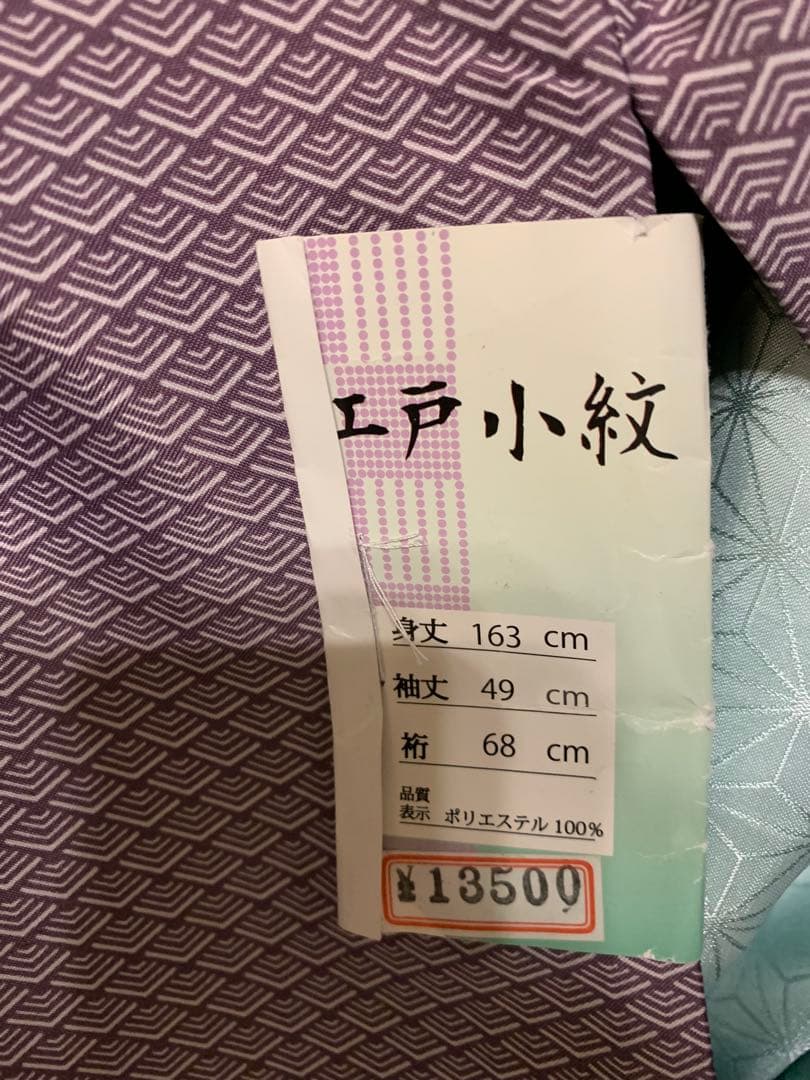 江戸小紋
身丈 163 cm
袖丈 49 cm
裄 68 cm
品質
表示 ポリエステル 100%
¥13500